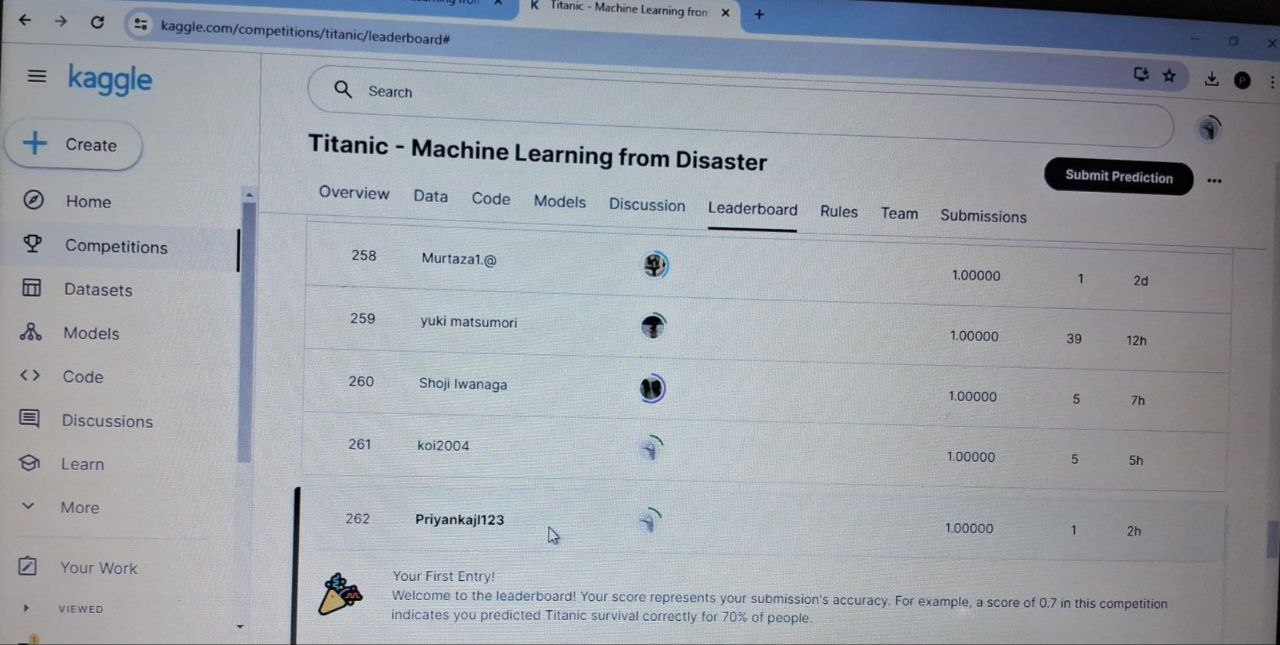 Titanic - Machine Learning fron
kaggle.com/competitions/titanic/leaderboard#
P
kaggle
Search
Create
Titanic - Machine Learning from Disaster
Submit Prediction
Overview Data Code Models Discussion Leaderboard Rules Team Submissions
Home
Competitions
Datasets
Models
Code
Discussions
Learn
More
Your Work
VIEWED
1
258 Murtaza1.@ 1.00000 1 2d
259 yuki matsumori 1.00000 39 12h
260 Shoji Iwanaga 1.00000 5 7h
261 koi2004 1.00000 5 5h
262 Priyankajl123 1.00000 1 2h
Your First Entry!
Welcome to the leaderboard! Your score represents your submission's accuracy. For example, a score of 0.7 in this competition
indicates you predicted Titanic survival correctly for 70% of people.